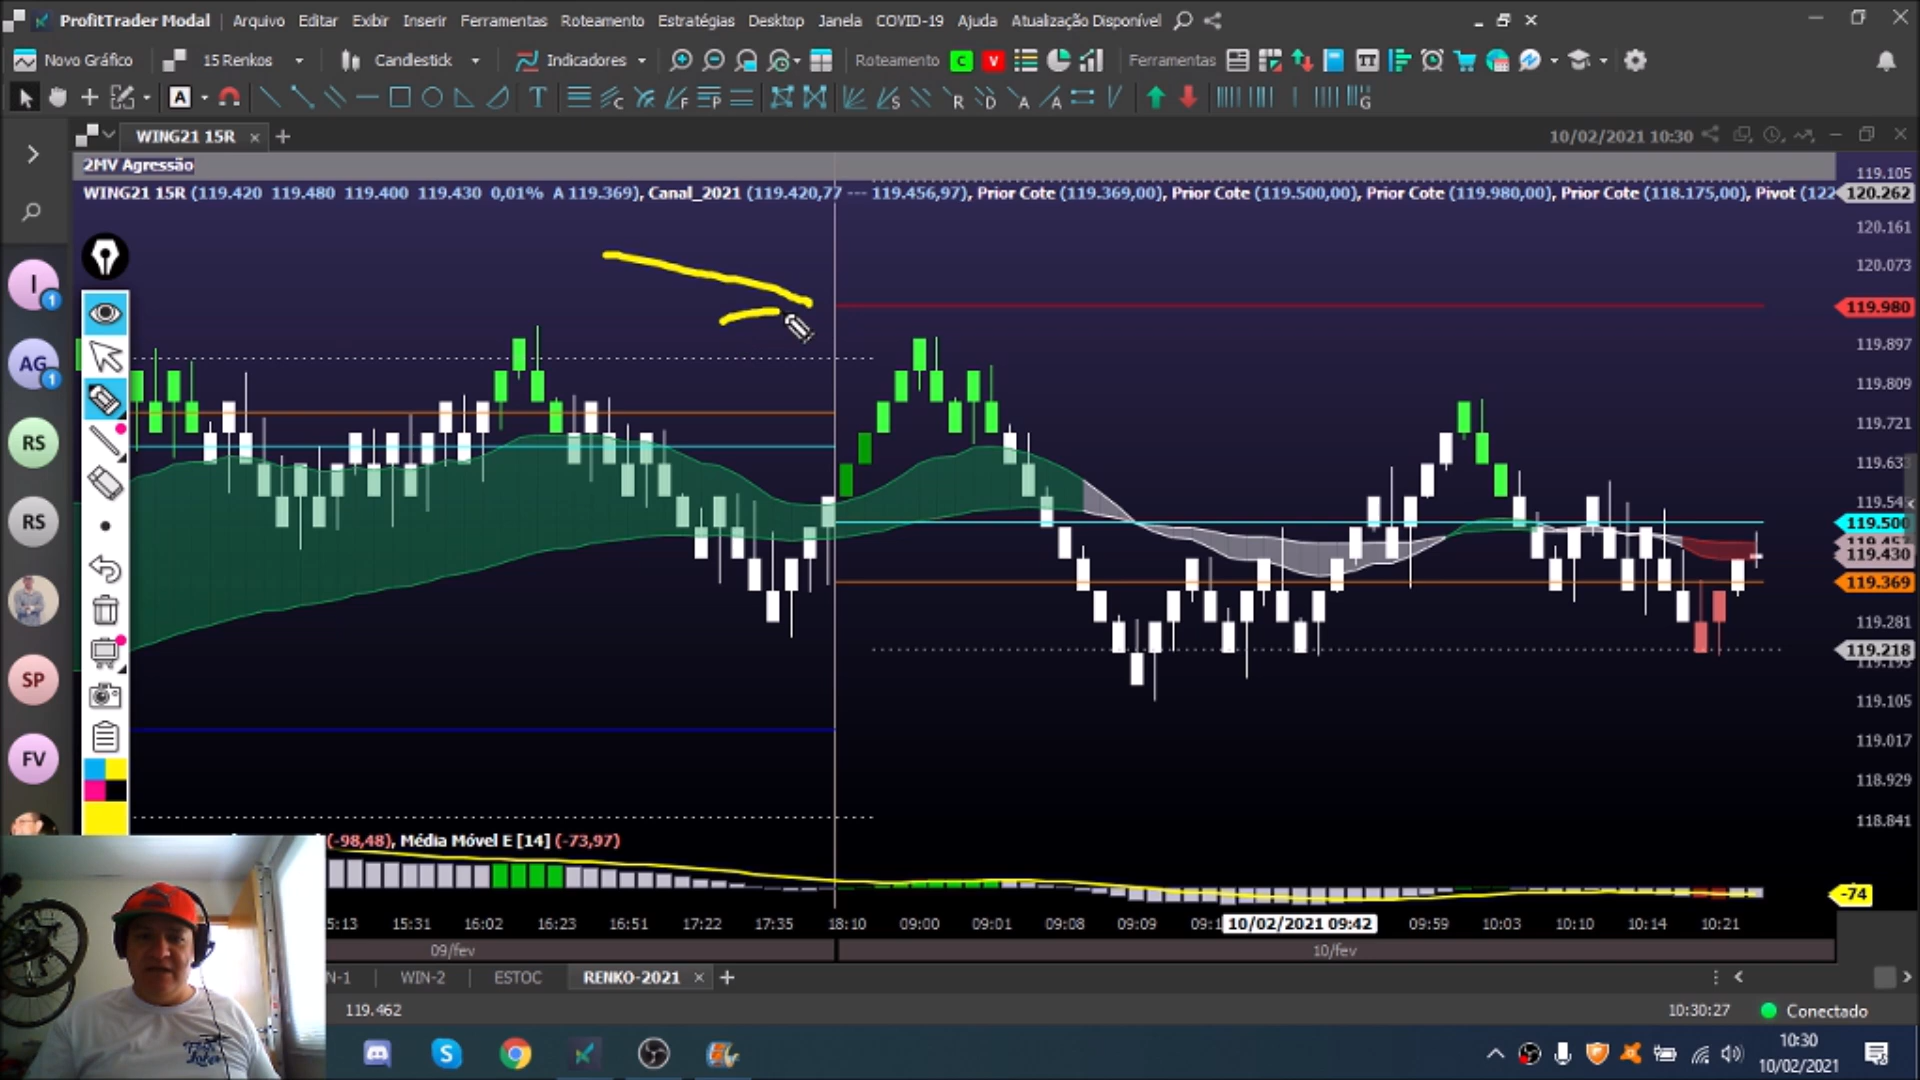 ProfitTrader Modal Arquivo Editar Exibir Inserir Ferramentas Roteamento Estratégias Desktop Janela COVID-19 Ajuda Atualização Disponível
Novo Gráfico 15 Renkos Candlestick Indicadores Roteamento C V Ferramentas
WING21 15R 10/02/2021 10:30
2MV Agressão
WING21 15R (119.420 119.480 119.400 119.430 0,01% A 119.369), Canal_2021 (119.420,77 --- 119.456,97), Prior Cote (119.369,00), Prior Cote (119.500,00), Prior Cote (119.980,00), Prior Cote (118.175,00), Pivot (122
119.105
120.262
120.161
120.073
119.980
119.897
119.809
119.721
119.633
119.500
119.430
119.369
119.281
119.218
119.105
119.017
118.929
118.841
-74
I 1
AG 1
RS
RS
SP
FV
(-98,48), Média Móvel E [14] (-73,97)
5:13 15:31 16:02 16:23 16:51 17:22 17:35 18:10 09:00 09:01 09:08 09:09 09:1 10/02/2021 09:42 09:59 10:03 10:10 10:14 10:21
09/fev 10/fev
N-1 WIN-2 ESTOC RENKO-2021
119.462 10:30:27 Conectado
10:30
10/02/2021